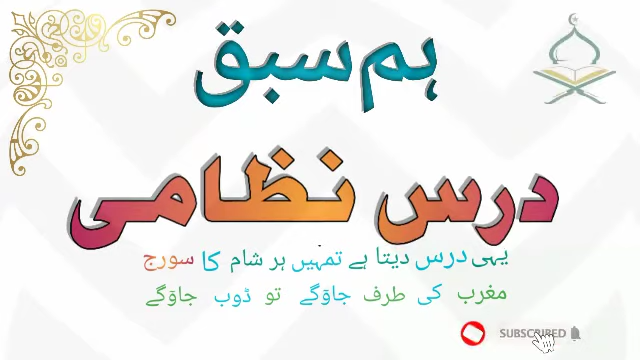 ہم سبق
درس نظامی
یہی درس دیتا ہے تمہیں ہر شام کا سورج
مغرب کی طرف جاؤگے تو ڈوب جاؤگے
SUBSCRIBED